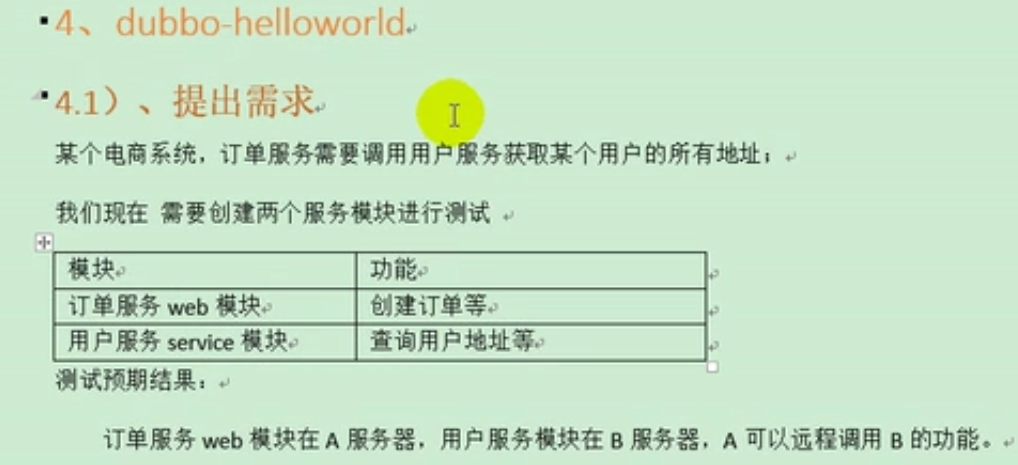 4、dubbo-helloworld
4.1）、提出需求
某个电商系统，订单服务需要调用用户服务获取某个用户的所有地址；
我们现在 需要创建两个服务模块进行测试
模块 功能
订单服务 web 模块 创建订单等
用户服务 service 模块 查询用户地址等
测试预期结果：
订单服务 web 模块在 A 服务器，用户服务模块在 B 服务器，A 可以远程调用 B 的功能。